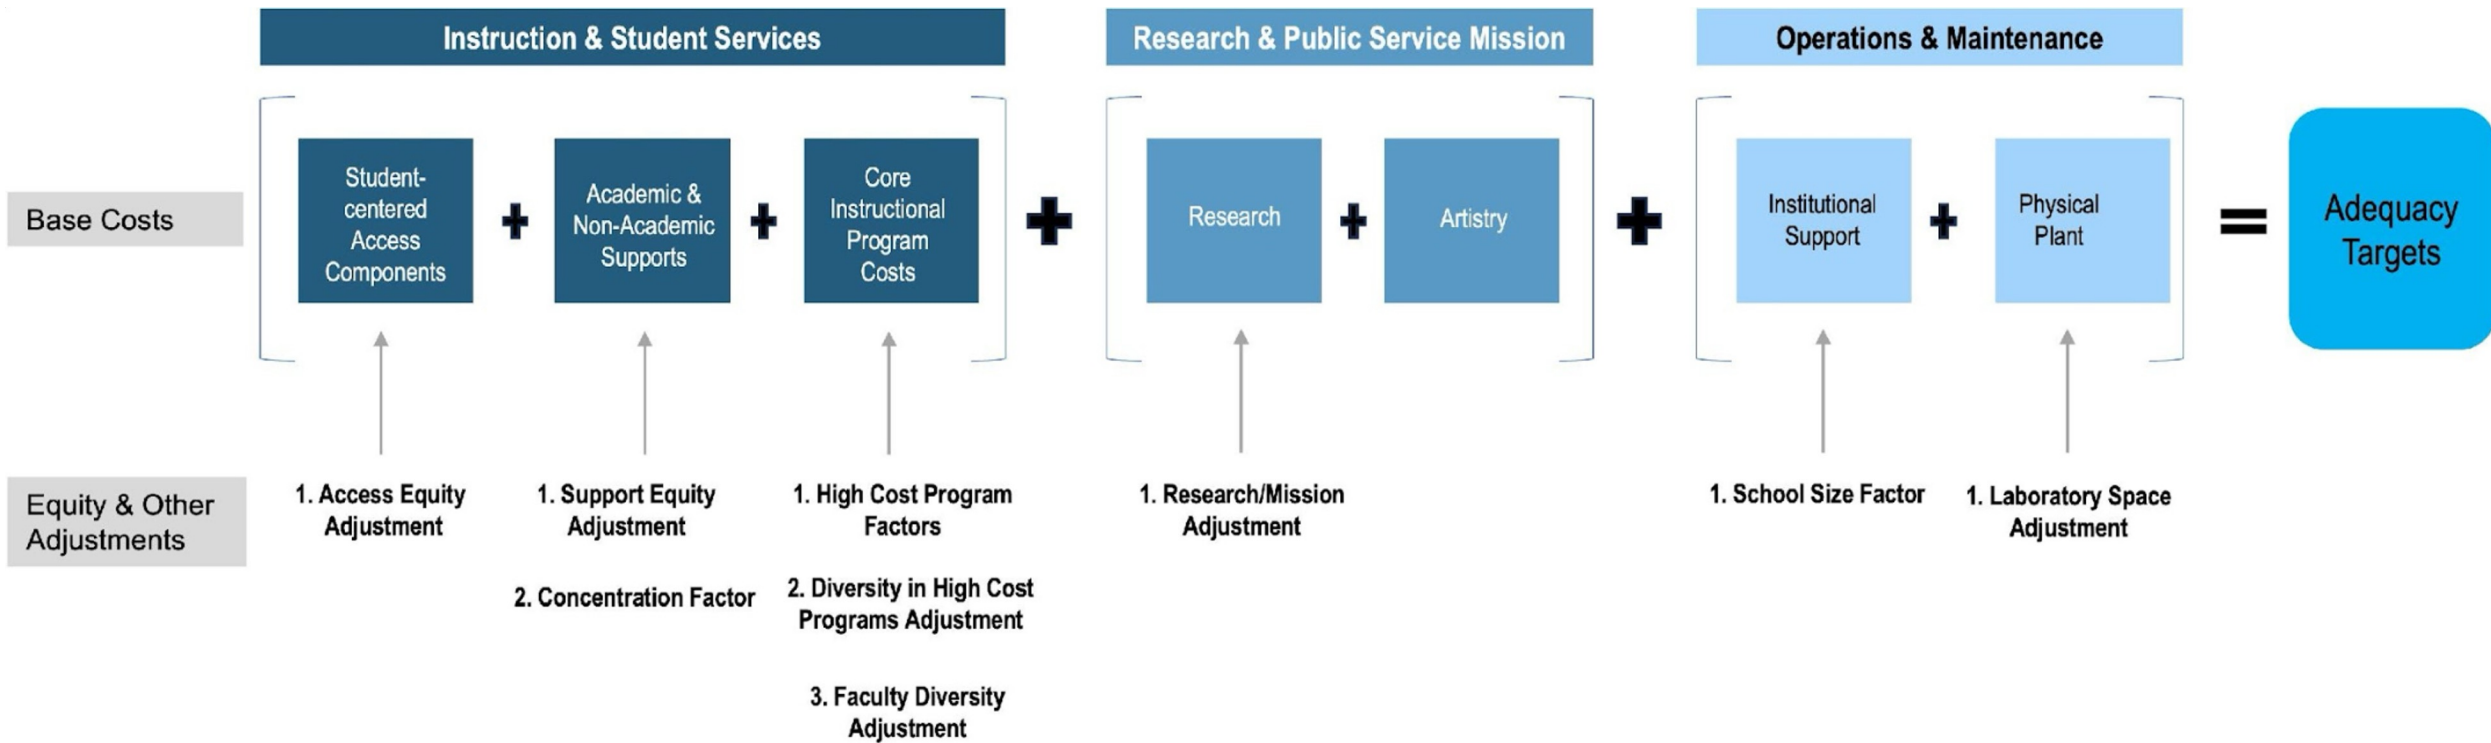 Instruction & Student Services
Research & Public Service Mission
Operations & Maintenance
Base Costs
Student-
centered
Access
Components
Academic &
Non-Academic
Supports
Core
Instructional
Program
Costs
Research
Artistry
Institutional
Support
Physical
Plant
Adequacy
Targets
Equity & Other
Adjustments
1. Access Equity
Adjustment
1. Support Equity
Adjustment
2. Concentration Factor
1. High Cost Program
Factors
2. Diversity in High Cost
Programs Adjustment
3. Faculty Diversity
Adjustment
1. Research/Mission
Adjustment
1. School Size Factor
1. Laboratory Space
Adjustment